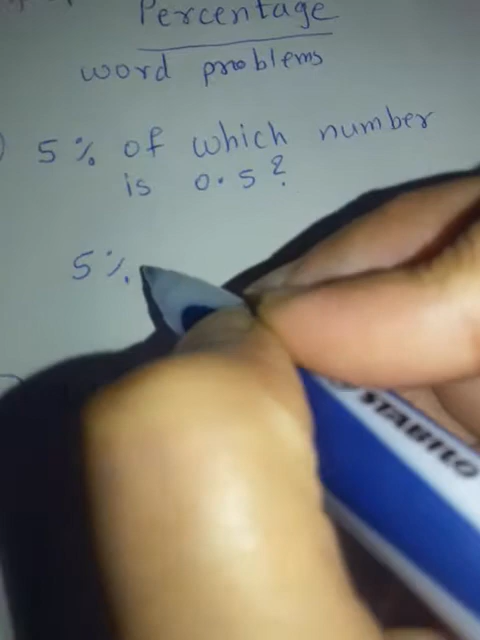 Percentage
word problems
) 5% of which number
is 0.5?
5%
STABILO